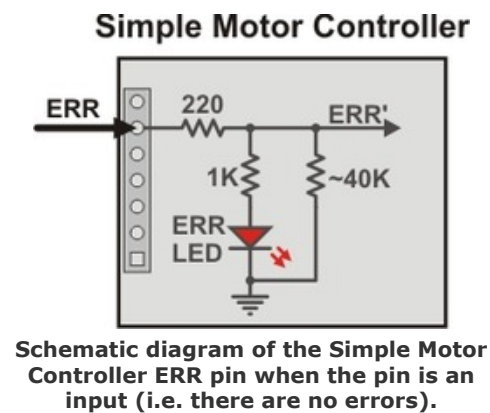 Simple Motor Controller
ERR
220
ERR'
1K
~40K
ERR
LED
Schematic diagram of the Simple Motor
Controller ERR pin when the pin is an
input (i.e. there are no errors).